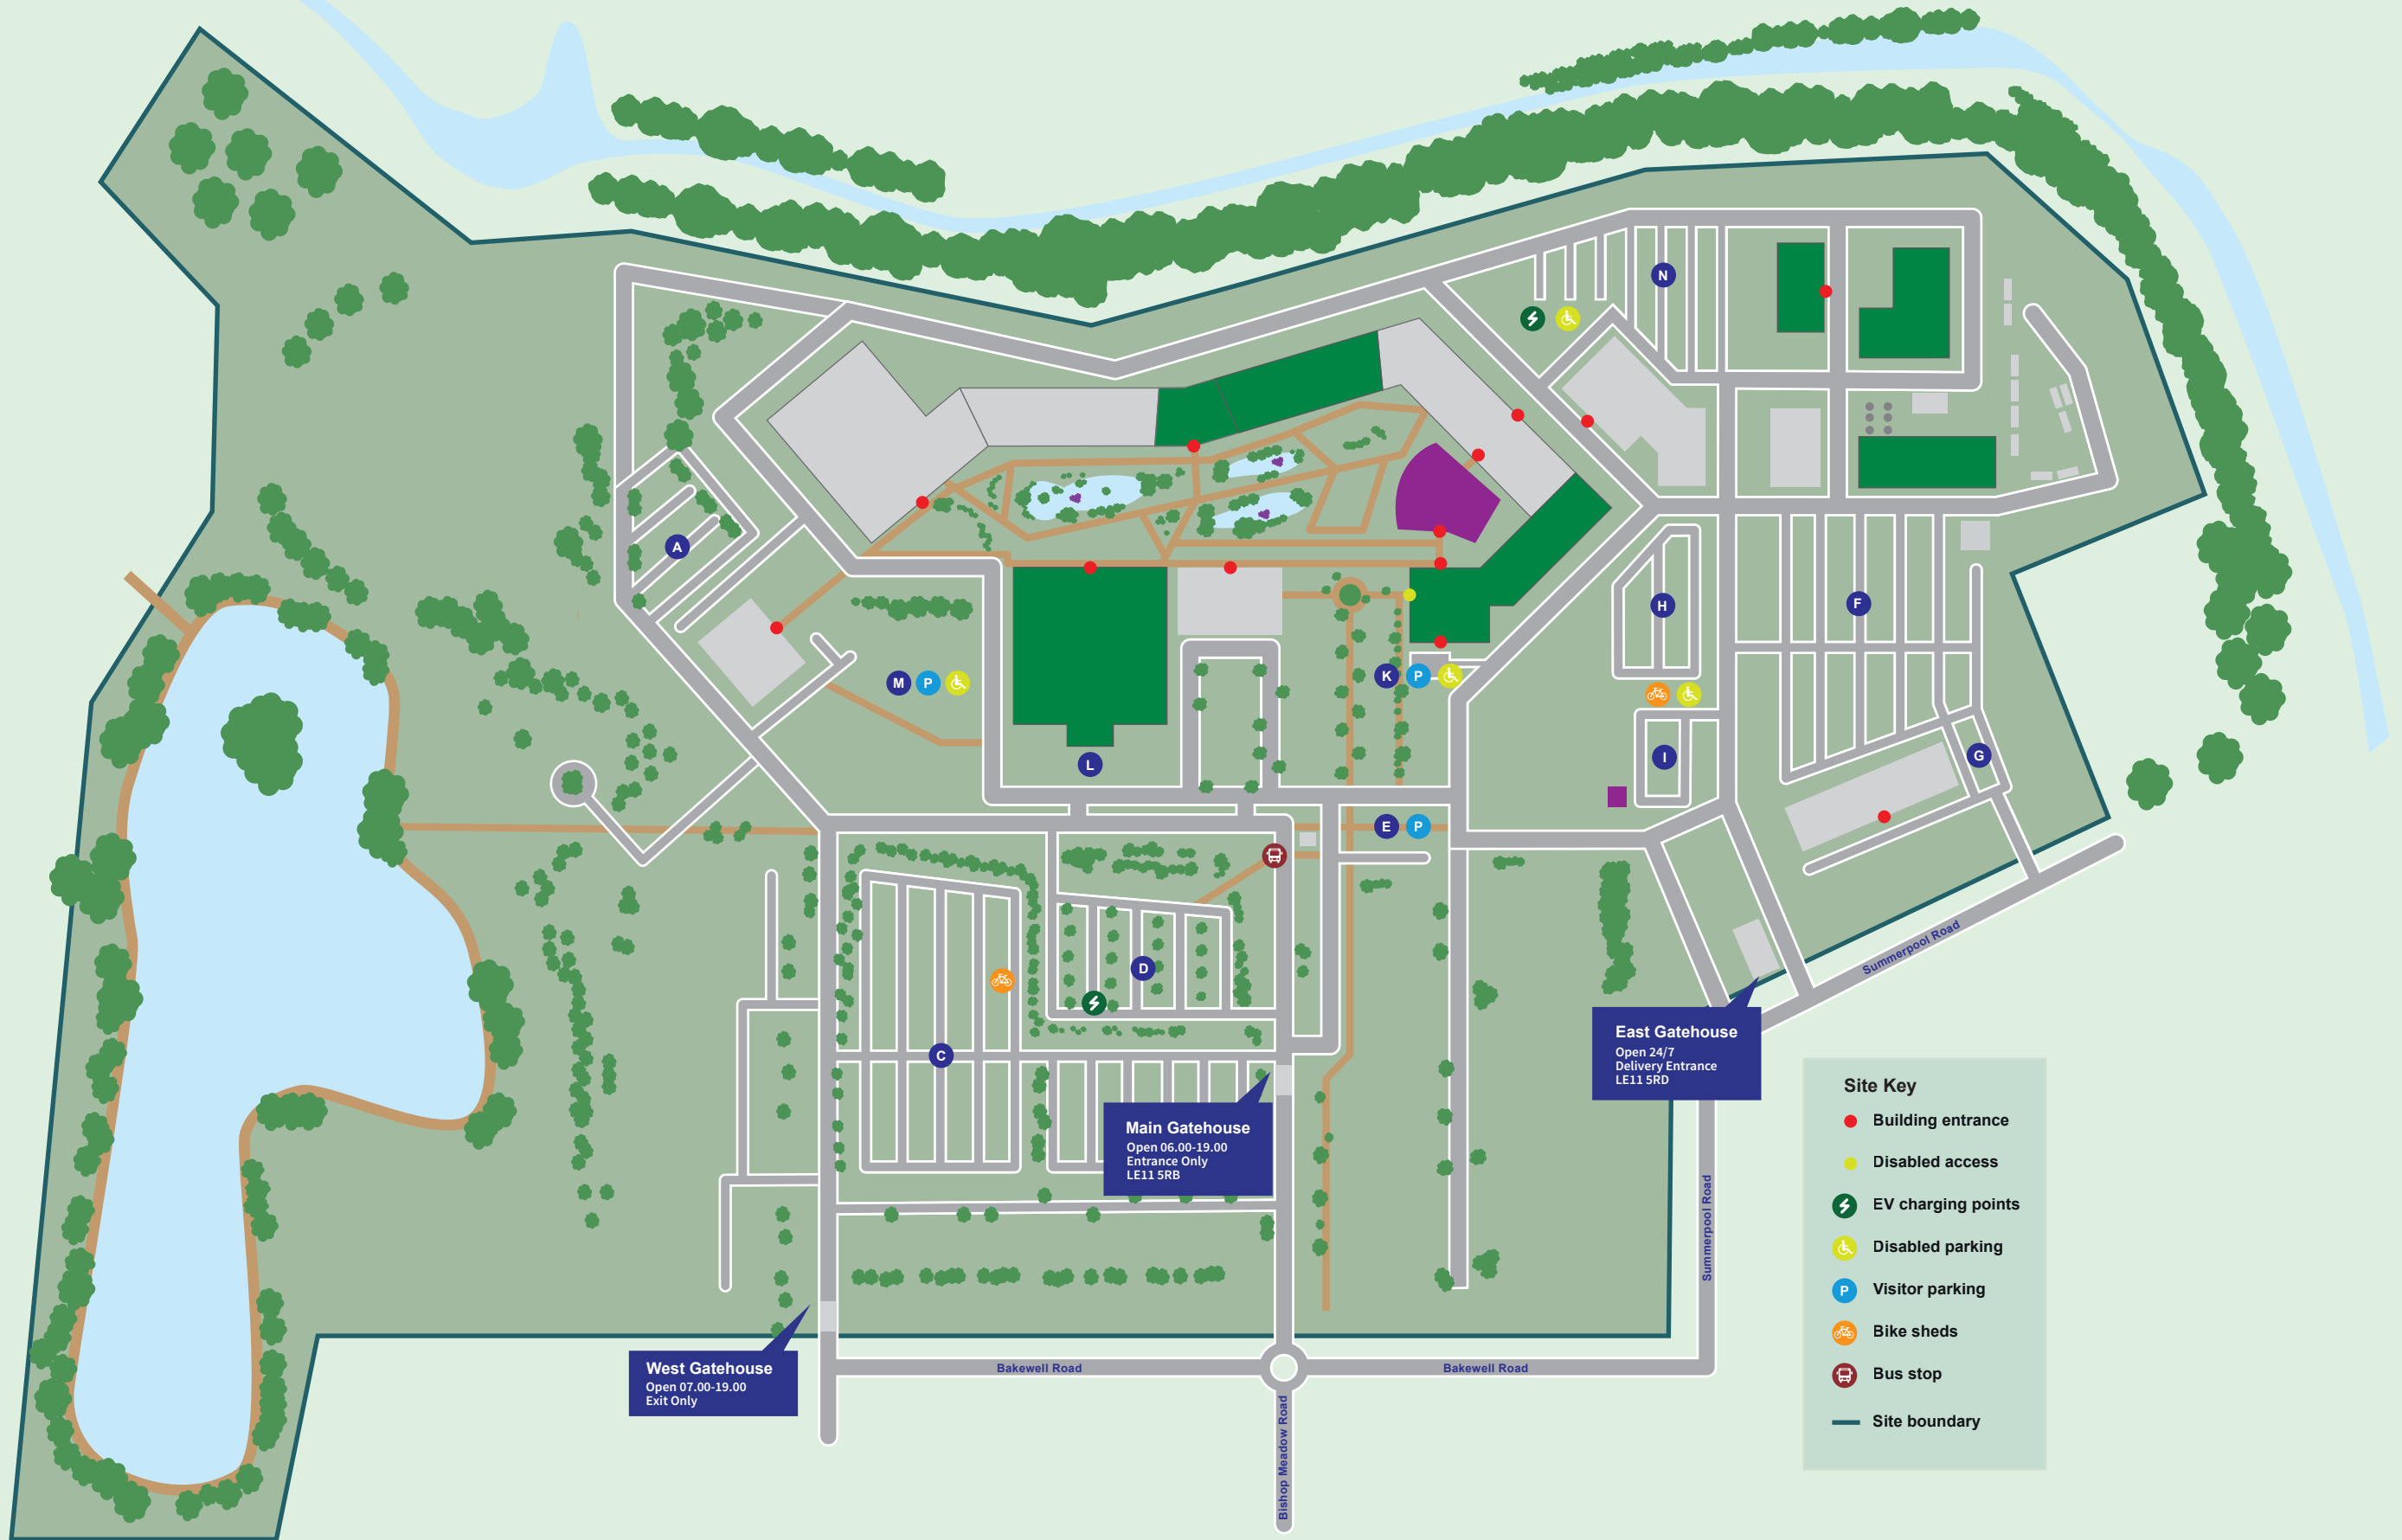 N
A
H
F
M
P
K
P
L
I
G
E
P
D
C
Summerpool Road
East Gatehouse
Open 24/7
Delivery Entrance
LE11 5RD
Main Gatehouse
Open 06.00-19.00
Entrance Only
LE11 5RB
Summerpool Road
West Gatehouse
Open 07.00-19.00
Exit Only
Bakewell Road
Bakewell Road
Bishop Meadow Road
Site Key
Building entrance
Disabled access
EV charging points
Disabled parking
P
Visitor parking
Bike sheds
Bus stop
Site boundary